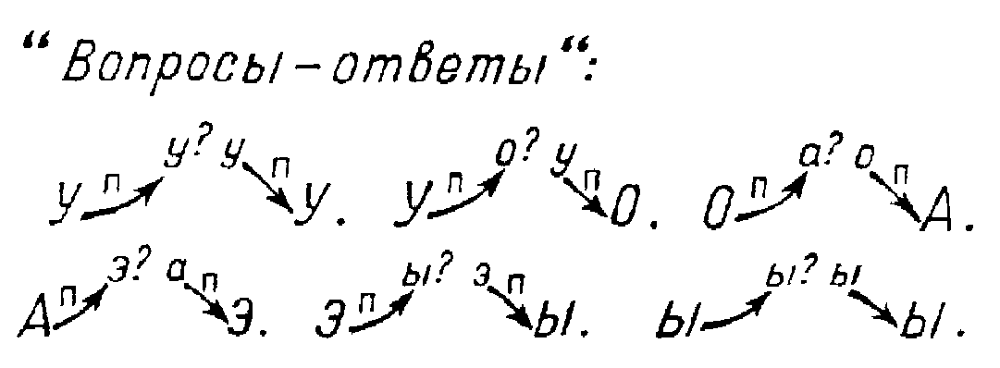 “Вопросы – ответы“:
У п у? у п У. У п о? у п О. О п а? о п А.
А п э? а п Э. Э п ы? э п Ы. Ы ы? ы Ы.